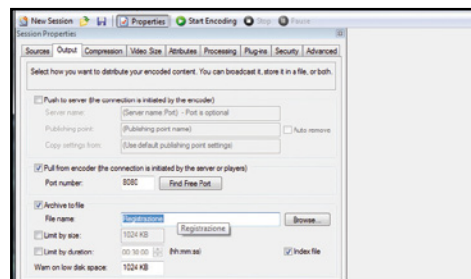 New Session Properties Start Encoding Stop Pause
Session Properties
Sources Output Compression Video Size Attributes Processing Plug-ins Security Advanced
Select how you want to distribute your encoded content. You can broadcast it, store it in a file, or both.
Push to server (the connection is initiated by the encoder)
Server name: (Server name:Port) - Port is optional
Publishing point: (Publishing point name) Auto remove
Copy settings from: (Use default publishing point settings)
Pull from encoder (the connection is initiated by the server or players)
Port number: 8080 Find Free Port
Archive to file
File name: Registrazione Browse...
Registrazione
Limit by size: 1024 KB
Limit by duration: 00:30:00 (hh:mm:ss) Index file
Warn on low disk space: 1024 KB